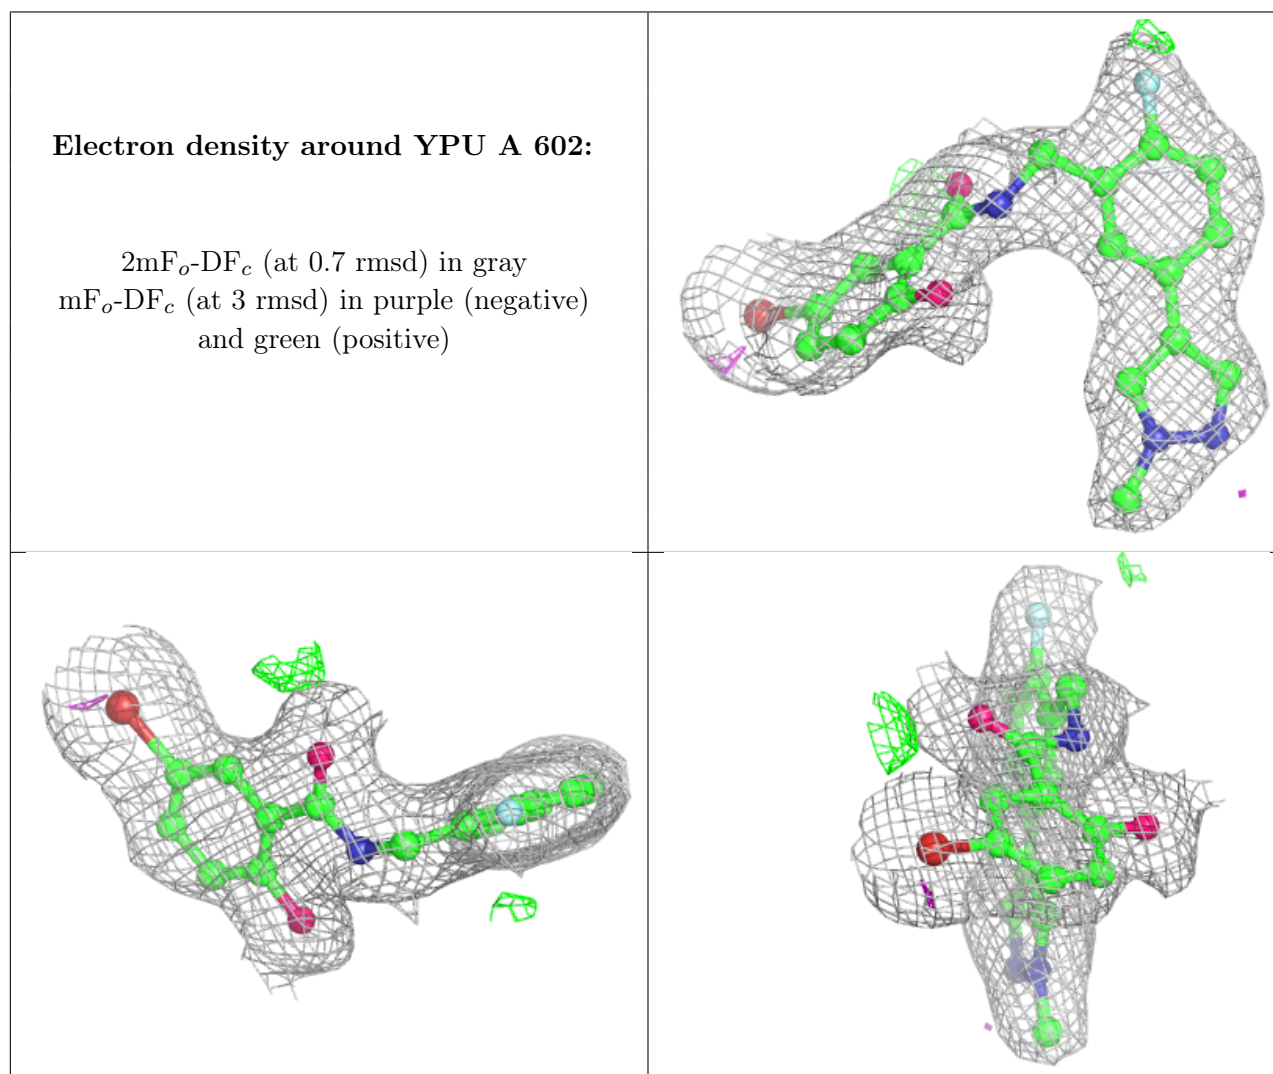 Electron density around YPU A 602:
2mFo-DFc (at 0.7 rmsd) in gray
mFo-DFc (at 3 rmsd) in purple (negative)
and green (positive)